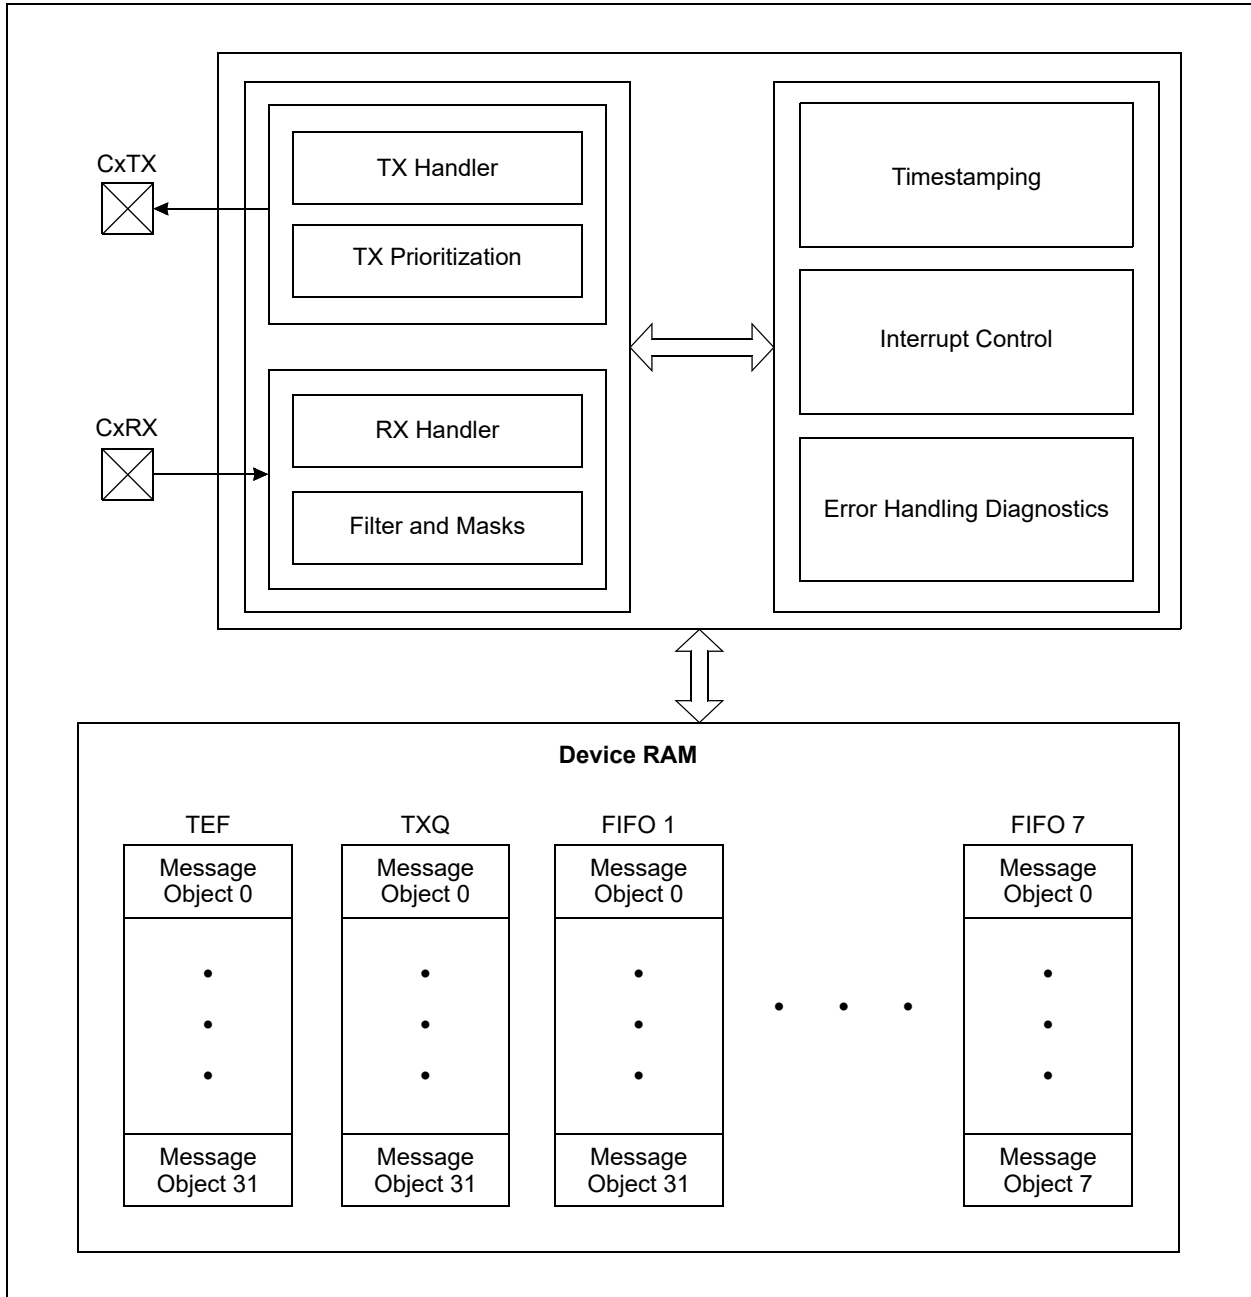 CxTX
TX Handler
TX Prioritization
CxRX
RX Handler
Filter and Masks
Timestamping
Interrupt Control
Error Handling Diagnostics
Device RAM
TEF
Message
Object 0
Message
Object 31
TXQ
Message
Object 0
Message
Object 31
FIFO 1
Message
Object 0
Message
Object 31
FIFO 7
Message
Object 0
Message
Object 7